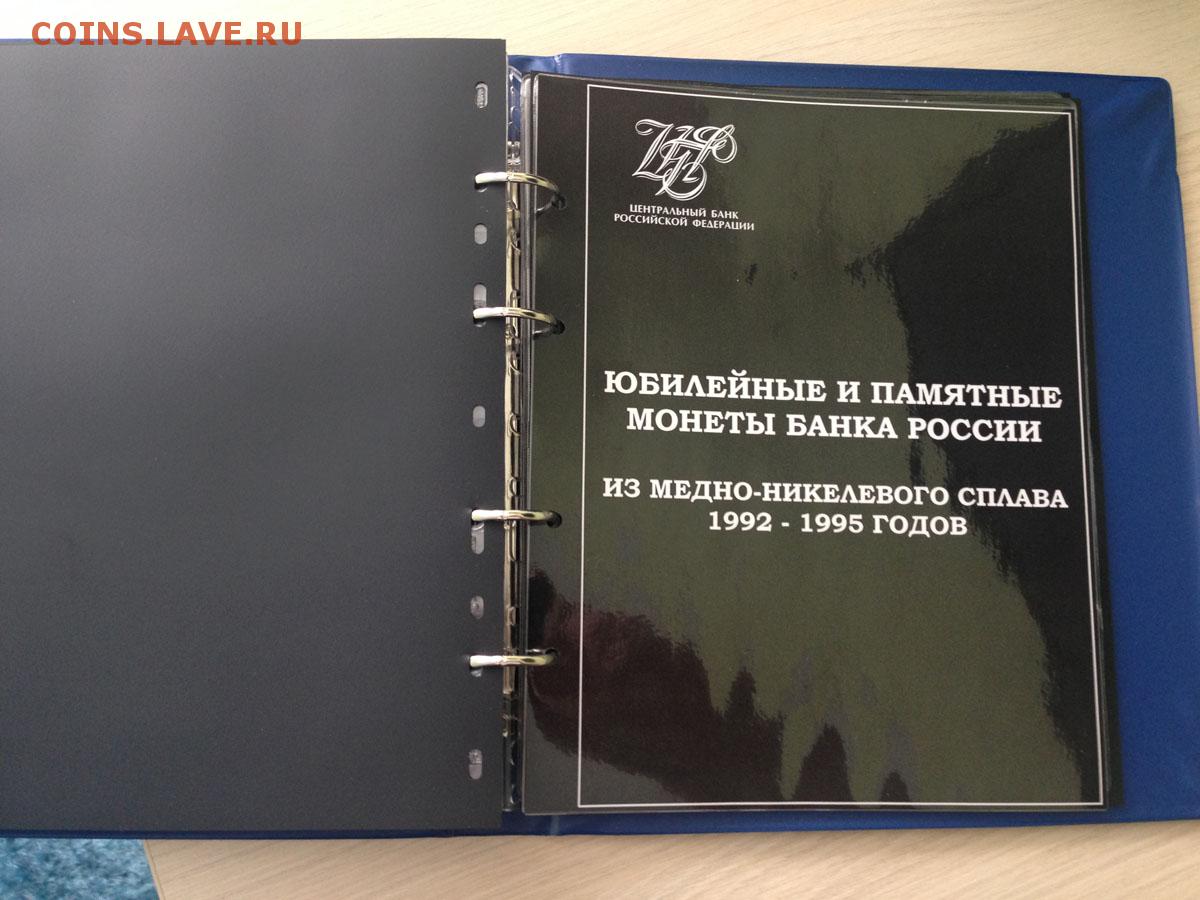 COINS.LAVE.RU
ЦЕНТРАЛЬНЫЙ БАНК
РОССИЙСКОЙ ФЕДЕРАЦИИ
ЮБИЛЕЙНЫЕ И ПАМЯТНЫЕ
МОНЕТЫ БАНКА РОССИИ
ИЗ МЕДНО-НИКЕЛЕВОГО СПЛАВА
1992 - 1995 ГОДОВ